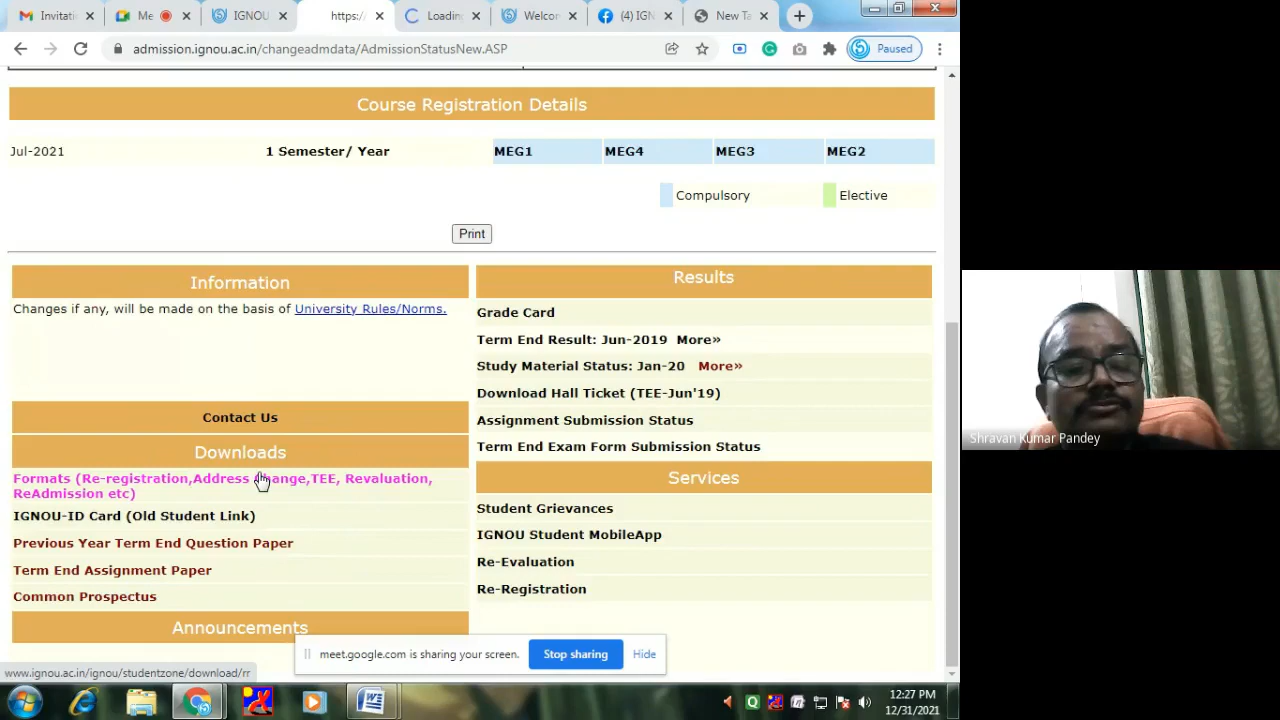 Invitati
Me
IGNOU
https:/
Loading
Welcor
(4) IGN
New Ta
admission.ignou.ac.in/changeadmdata/AdmissionStatusNew.ASP
Paused
Course Registration Details
Jul-2021 1 Semester/ Year MEG1 MEG4 MEG3 MEG2
Compulsory Elective
Print
Information
Changes if any, will be made on the basis of University Rules/Norms.
Contact Us
Downloads
Formats (Re-registration,Address Change,TEE, Revaluation,
ReAdmission etc)
IGNOU-ID Card (Old Student Link)
Previous Year Term End Question Paper
Term End Assignment Paper
Common Prospectus
Announcements
Results
Grade Card
Term End Result: Jun-2019 More»
Study Material Status: Jan-20 More»
Download Hall Ticket (TEE-Jun'19)
Assignment Submission Status
Term End Exam Form Submission Status
Services
Student Grievances
IGNOU Student MobileApp
Re-Evaluation
Re-Registration
meet.google.com is sharing your screen. Stop sharing Hide
www.ignou.ac.in/ignou/studentzone/download/rr
12:27 PM
12/31/2021
Shravan Kumar Pandey